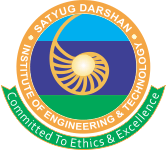 SATYUG DARSHAN
INSTITUTE OF ENGINEERING & TECHNOLOGY
Committed To Ethics & Excellence